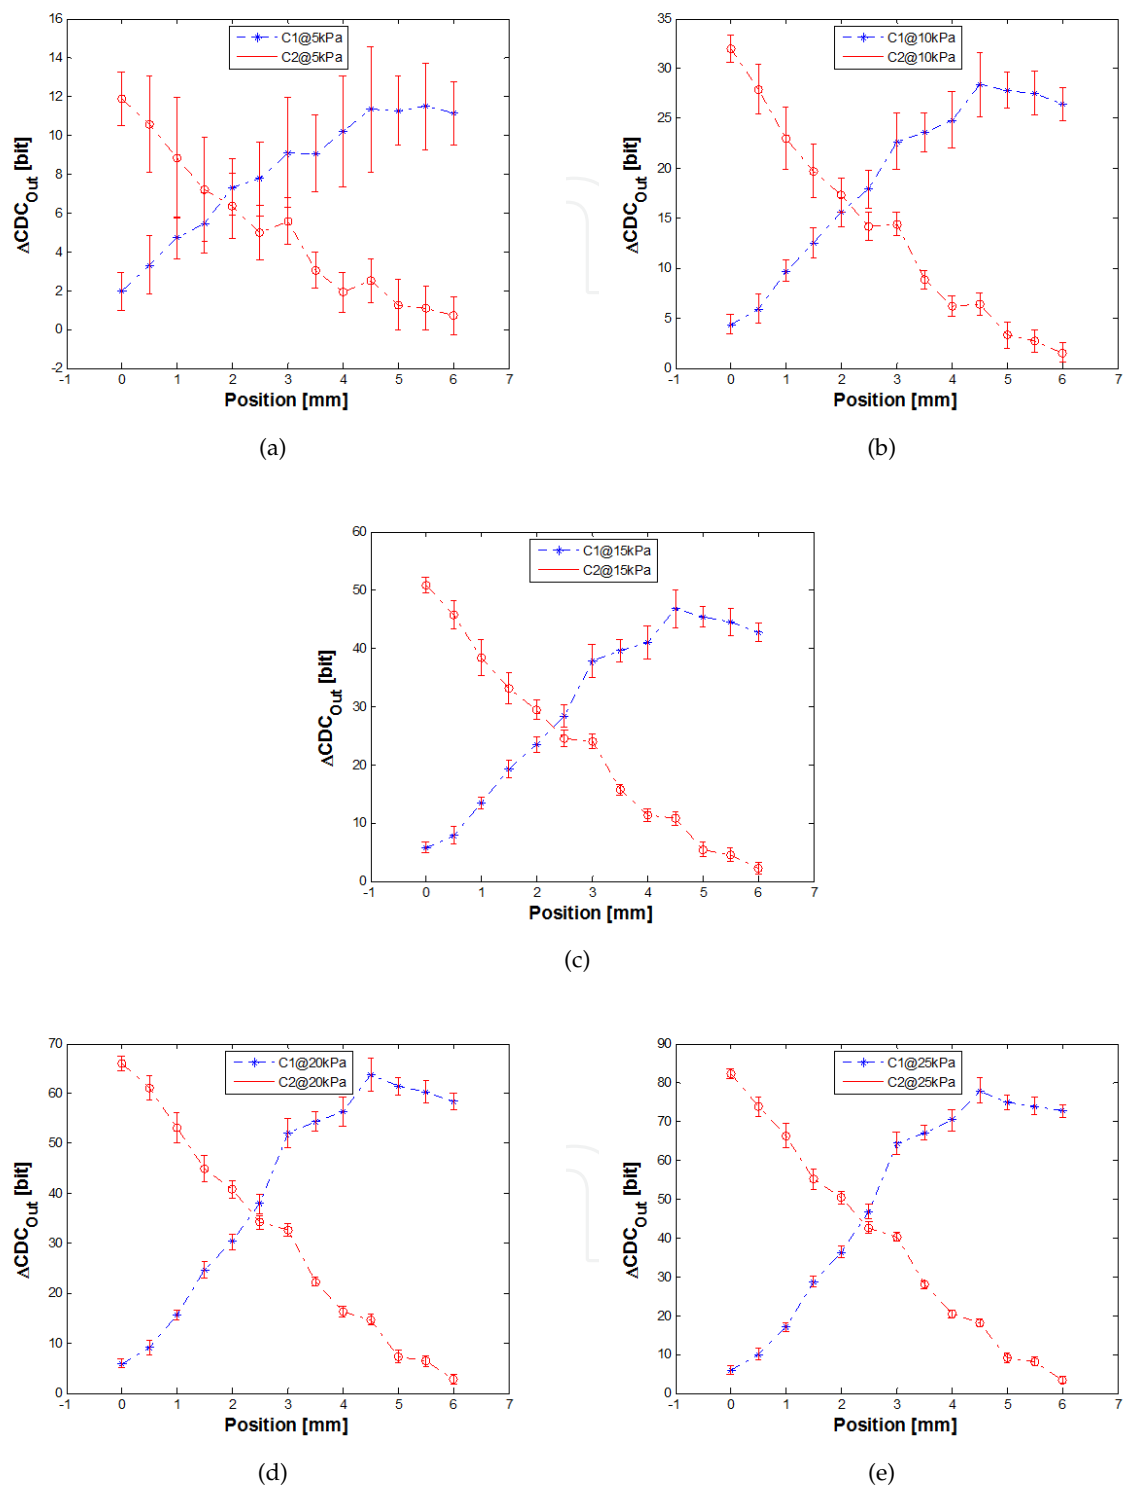 16
14
12
10
8
6
4
2
0
-2
-1 0 1 2 3 4 5 6 7
C1@5kPa
C2@5kPa
ΔCDC_Out [bit]
Position [mm]
(a)
35
30
25
20
15
10
5
0
-1 0 1 2 3 4 5 6 7
C1@10kPa
C2@10kPa
ΔCDC_Out [bit]
Position [mm]
(b)
60
50
40
30
20
10
0
-1 0 1 2 3 4 5 6 7
C1@15kPa
C2@15kPa
ΔCDC_Out [bit]
Position [mm]
(c)
70
60
50
40
30
20
10
0
-1 0 1 2 3 4 5 6 7
C1@20kPa
C2@20kPa
ΔCDC_Out [bit]
Position [mm]
(d)
90
80
70
60
50
40
30
20
10
0
-1 0 1 2 3 4 5 6 7
C1@25kPa
C2@25kPa
ΔCDC_Out [bit]
Position [mm]
(e)